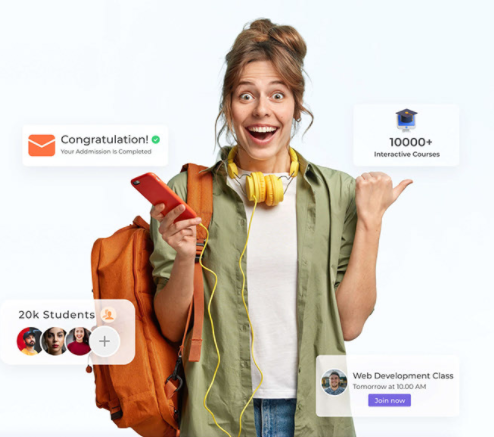 Congratulation!
Your Addmission Is Completed
10000+
Interactive Courses
20k Students
+
Web Development Class
Tomorrow at 10.00 AM
Join now